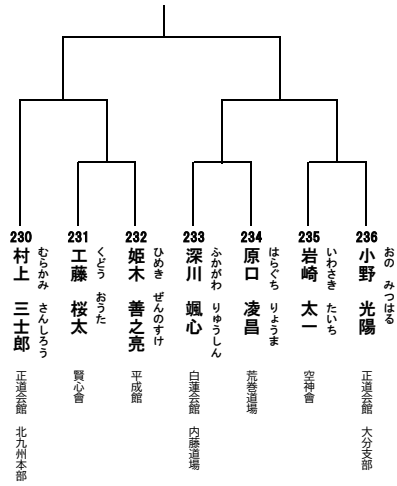 230
村上 三士郎
むらかみ さんしろう
正道会館 北九州本部
231
工藤 桜太
くどう おうた
賢心會
232
姫木 善之亮
ひめき ぜんのすけ
平成館
233
深川 颯心
ふかがわ りゅうしん
白蓮会館 内藤道場
234
原口 凌昌
はらぐち りょうま
荒巻道場
235
岩崎 太一
いわさき たいち
空神會
236
小野 光陽
おの みつはる
正道会館 大分支部